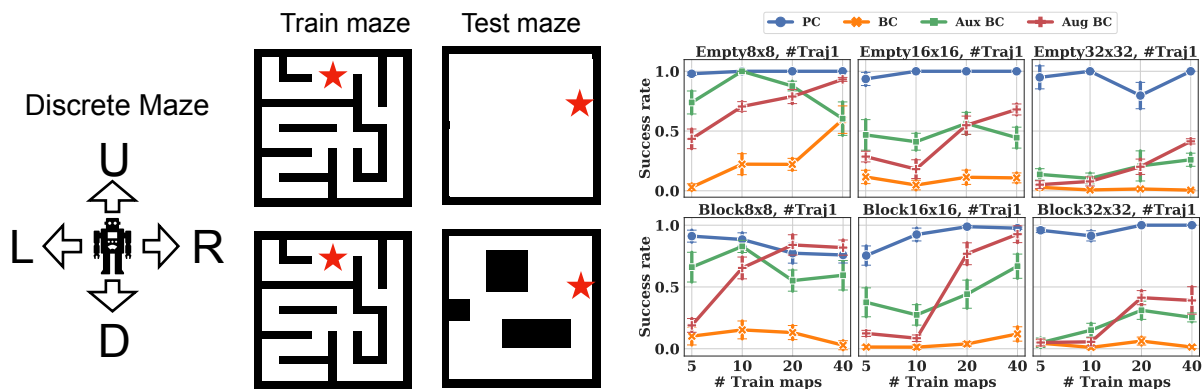 Train maze
Test maze
Discrete Maze
U
L
R
D
PC
BC
Aux BC
Aug BC
Empty8x8, #Traj1
Empty16x16, #Traj1
Empty32x32, #Traj1
Success rate
1.0
0.5
0.0
Block8x8, #Traj1
Block16x16, #Traj1
Block32x32, #Traj1
Success rate
1.0
0.5
0.0
5 10 20 40
5 10 20 40
5 10 20 40
# Train maps
# Train maps
# Train maps